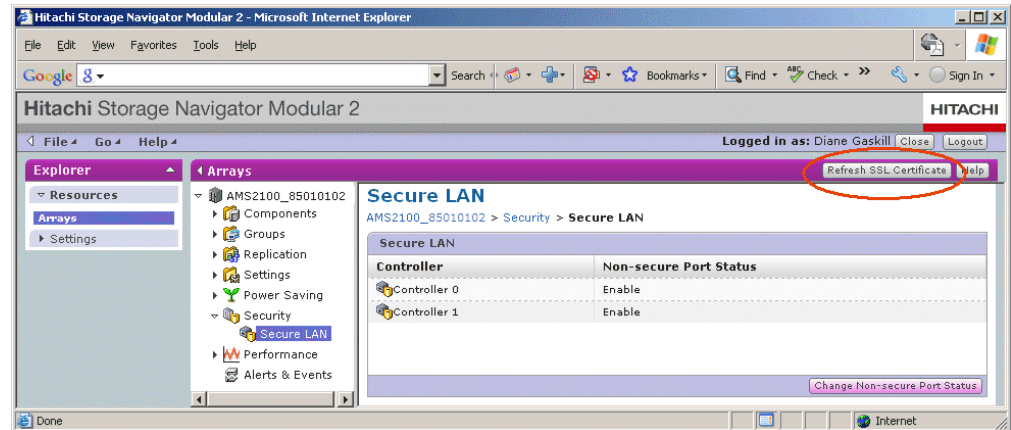 Hitachi Storage Navigator Modular 2 - Microsoft Internet Explorer
File Edit View Favorites Tools Help
Google Search Bookmarks Find Check Sign In
Hitachi Storage Navigator Modular 2
HITACHI
File Go Help
Logged in as: Diane Gaskill Close Logout
Explorer
Resources
Arrays
Settings
Arrays
Refresh SSL Certificate Help
AMS2100_85010102
Components
Groups
Replication
Settings
Power Saving
Security
Secure LAN
Performance
Alerts & Events
Secure LAN
AMS2100_85010102 > Security > Secure LAN
Secure LAN
Controller Non-secure Port Status
Controller 0 Enable
Controller 1 Enable
Change Non-secure Port Status
Done Internet